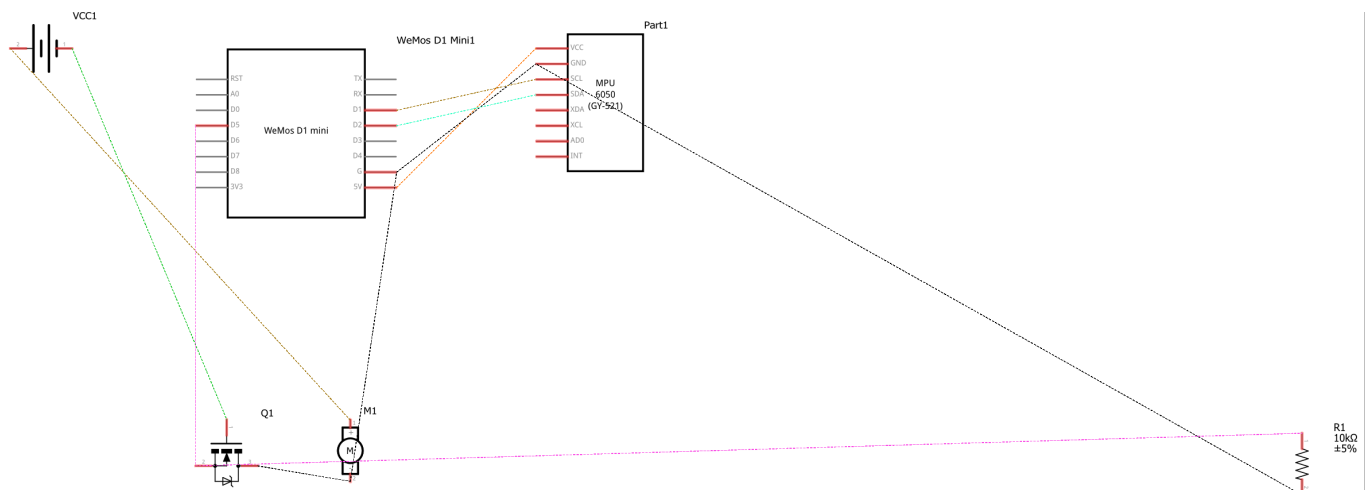 VCC1
WeMos D1 Mini1
Part1
RST
A0
D0
D5
D6
D7
D8
3V3
WeMos D1 mini
TX
RX
D1
D2
D3
D4
G
5V
VCC
GND
SCL
SDA
XDA
XCL
AD0
INT
MPU
6050
(GY-521)
Q1
M1
M
R1
10kΩ
±5%